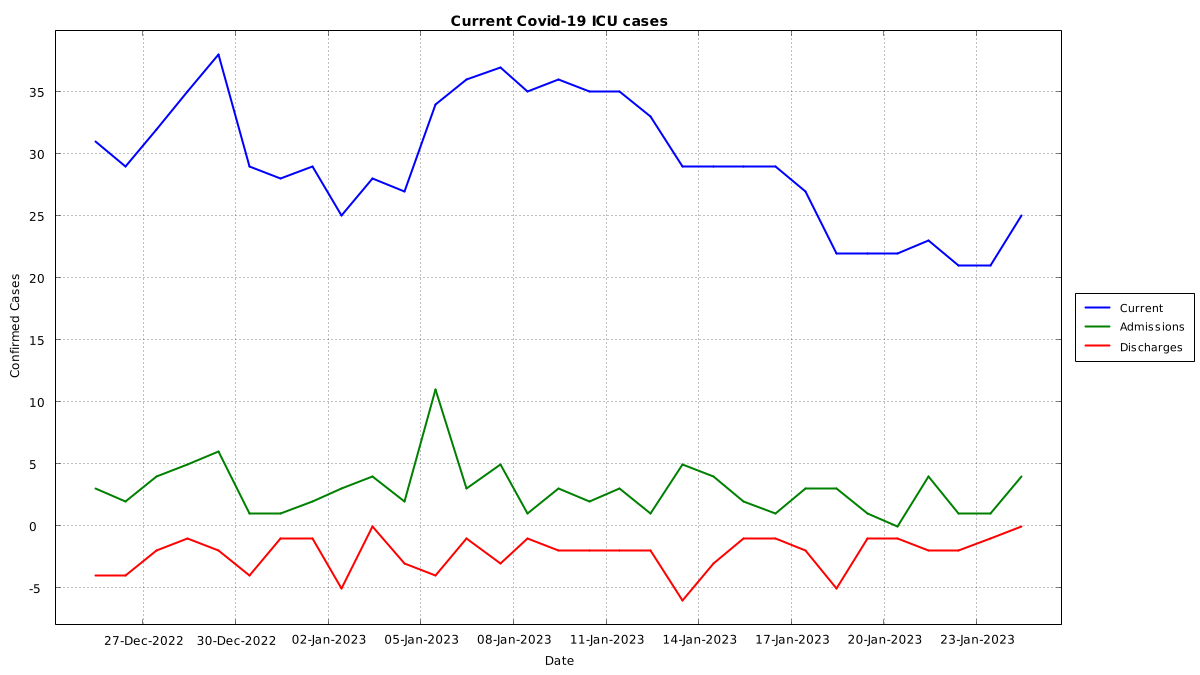 Current Covid-19 ICU cases
35
30
25
20
15
10
5
0
-5
Confirmed Cases
27-Dec-2022 30-Dec-2022 02-Jan-2023 05-Jan-2023 08-Jan-2023 11-Jan-2023 14-Jan-2023 17-Jan-2023 20-Jan-2023 23-Jan-2023
Date
Current
Admissions
Discharges